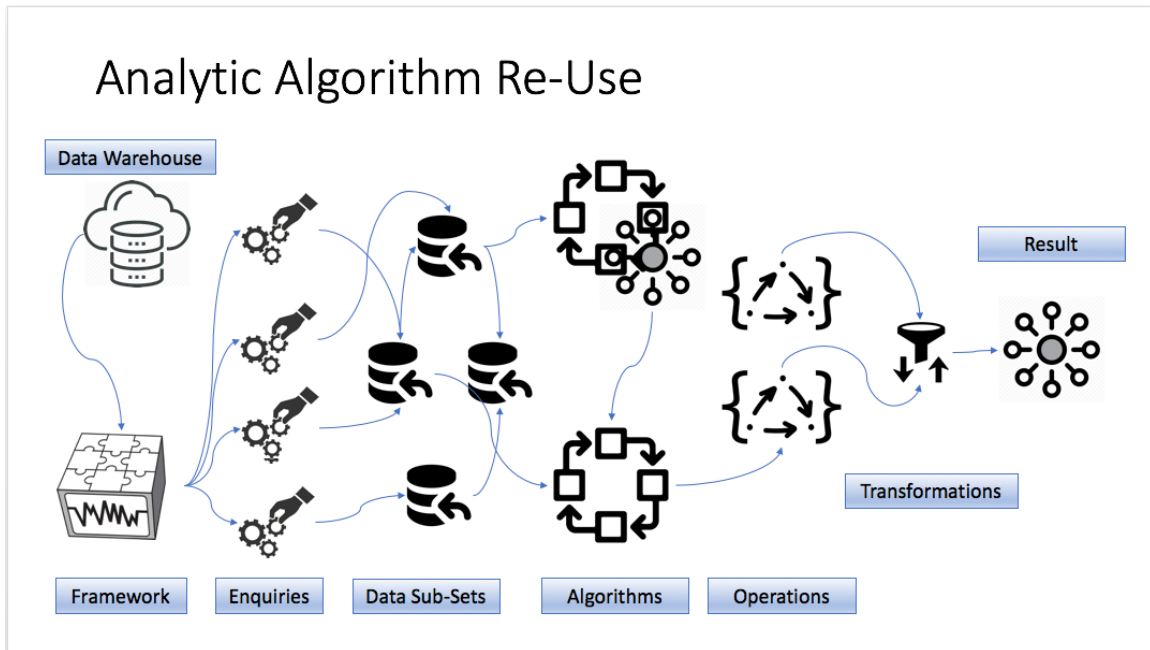 Analytic Algorithm Re-Use
Data Warehouse
Result
Transformations
Framework
Enquiries
Data Sub-Sets
Algorithms
Operations